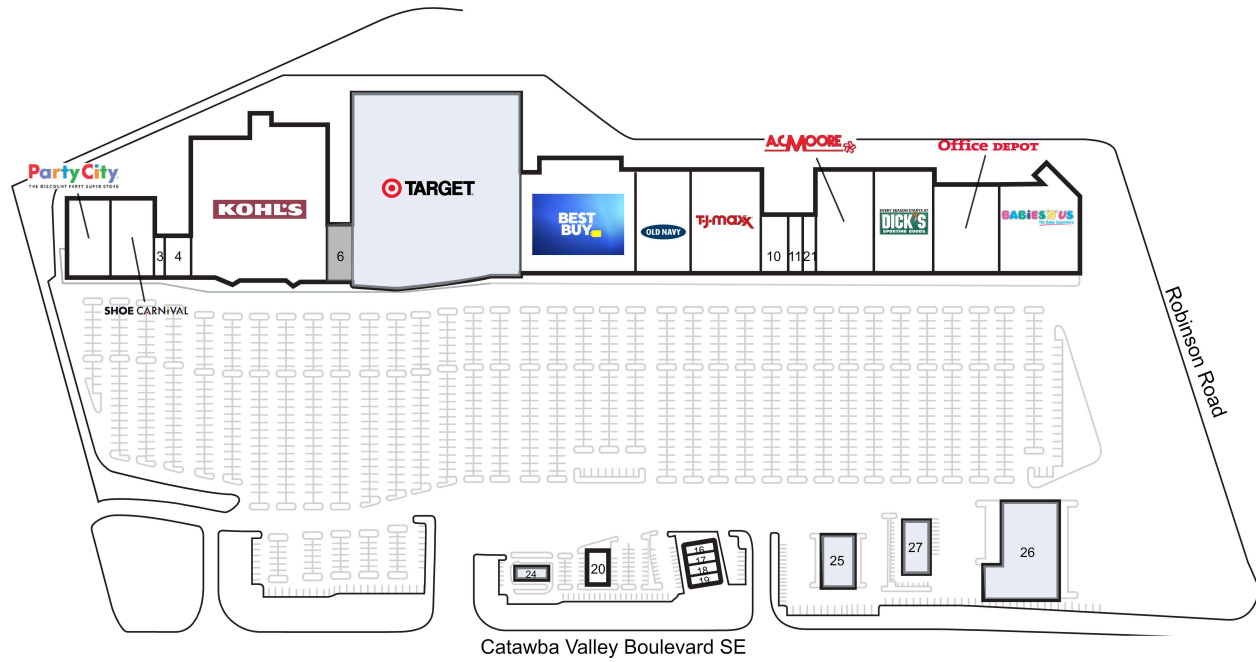 A.C.MOORE
Office DEPOT
Party City
THE DISCOUNT PARTY SUPER STORE
KOHL'S
TARGET
BEST
BUY
OLD NAVY
T·J·maxx
EVERY SEASON STARTS AT
DICK'S
SPORTING GOODS
BABIES"R"US
The Baby Superstore
3
4
6
10
11
21
SHOE CARNiVAL
Robinson Road
16
17
18
19
20
24
25
27
26
Catawba Valley Boulevard SE